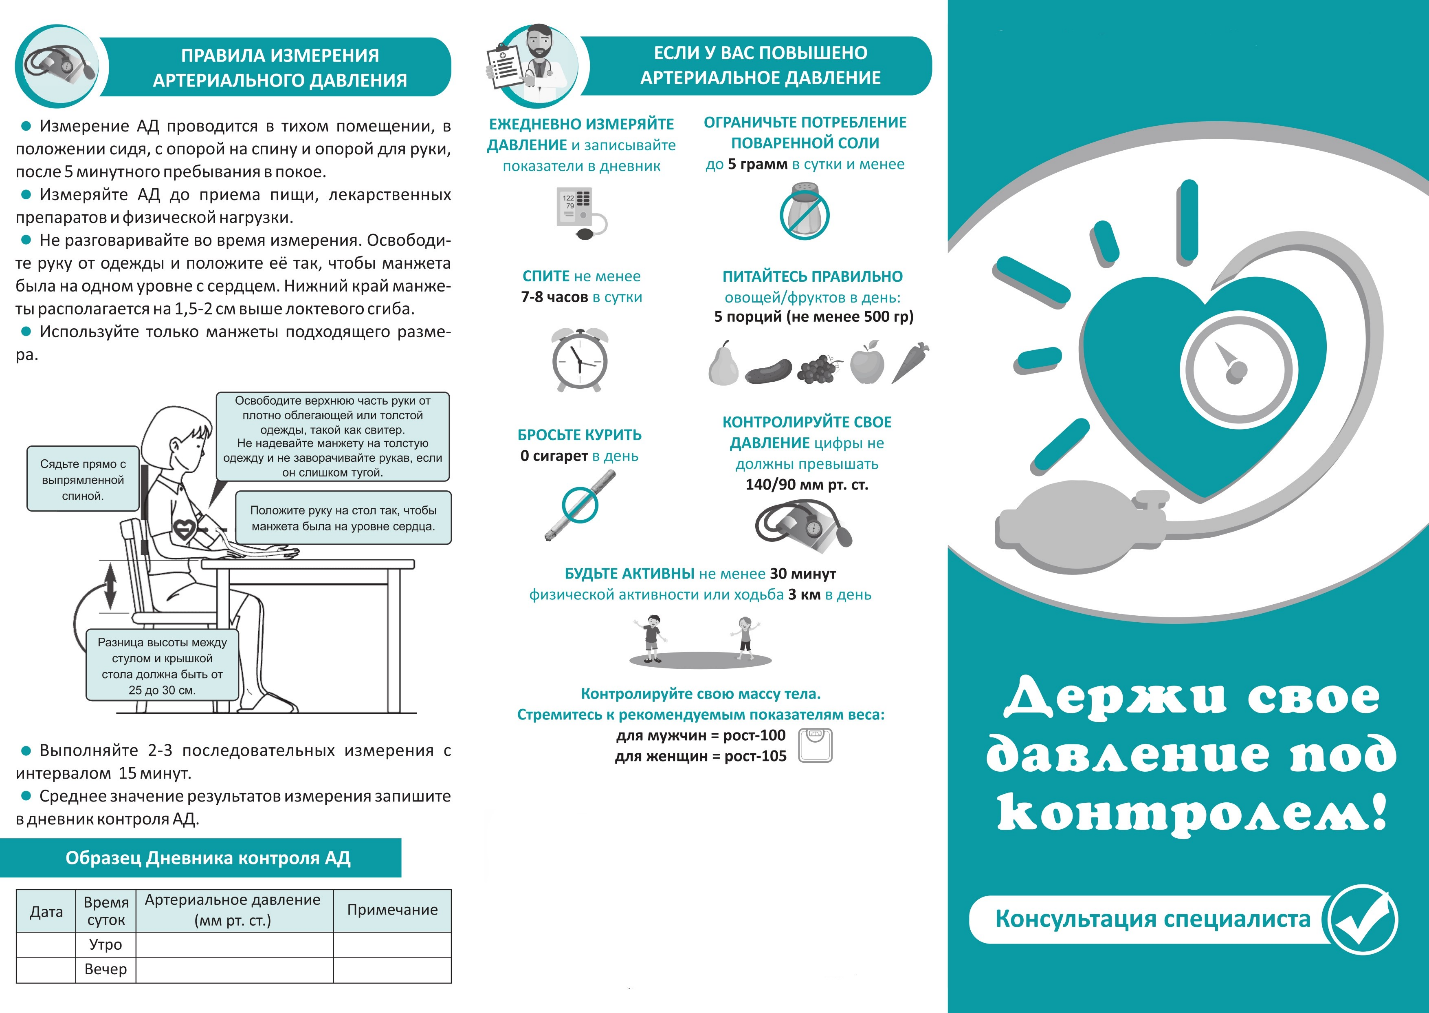 ПРАВИЛА ИЗМЕРЕНИЯ
АРТЕРИАЛЬНОГО ДАВЛЕНИЯ
● Измерение АД проводится в тихом помещении, в
положении сидя, с опорой на спину и опорой для руки,
после 5 минутного пребывания в покое.
● Измеряйте АД до приема пищи, лекарственных
препаратов и физической нагрузки.
● Не разговаривайте во время измерения. Освободи-
те руку от одежды и положите её так, чтобы манжета
была на одном уровне с сердцем. Нижний край манже-
ты располагается на 1,5-2 см выше локтевого сгиба.
● Используйте только манжеты подходящего разме-
ра.
Освободите верхнюю часть руки от
плотно облегающей или толстой
одежды, такой как свитер.
Не надевайте манжету на толстую
одежду и не заворачивайте рукав, если
он слишком тугой.
Сядьте прямо с
выпрямленной
спиной.
Положите руку на стол так, чтобы
манжета была на уровне сердца.
Разница высоты между
стулом и крышкой
стола должна быть от
25 до 30 см.
● Выполняйте 2-3 последовательных измерения с
интервалом 15 минут.
● Среднее значение результатов измерения запишите
в дневник контроля АД.
Образец Дневника контроля АД
Дата
Время
суток
Артериальное давление
(мм рт. ст.)
Примечание
Утро
Вечер
ЕСЛИ У ВАС ПОВЫШЕНО
АРТЕРИАЛЬНОЕ ДАВЛЕНИЕ
ЕЖЕДНЕВНО ИЗМЕРЯЙТЕ
ДАВЛЕНИЕ и записывайте
показатели в дневник
122
79
ОГРАНИЧЬТЕ ПОТРЕБЛЕНИЕ
ПОВАРЕННОЙ СОЛИ
до 5 грамм в сутки и менее
СПИТЕ не менее
7-8 часов в сутки
ПИТАЙТЕСЬ ПРАВИЛЬНО
овощей/фруктов в день:
5 порций (не менее 500 гр)
БРОСЬТЕ КУРИТЬ
0 сигарет в день
КОНТРОЛИРУЙТЕ СВОЕ
ДАВЛЕНИЕ цифры не
должны превышать
140/90 мм рт. ст.
БУДЬТЕ АКТИВНЫ не менее 30 минут
физической активности или ходьба 3 км в день
Контролируйте свою массу тела.
Стремитесь к рекомендуемым показателям веса:
для мужчин = рост-100
для женщин = рост-105
Держи свое
давление под
контролем!
Консультация специалиста